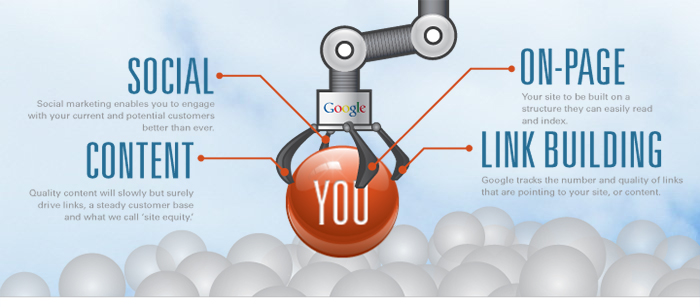 SOCIAL
Social marketing enables you to engage
with your current and potential customers
better than ever.
CONTENT
Quality content will slowly but surely
drive links, a steady customer base
and what we call 'site equity.'
Google
YOU
ON-PAGE
Your site to be built on a
structure they can easily read
and index.
LINK BUILDING
Google tracks the number and quality of links
that are pointing to your site, or content.